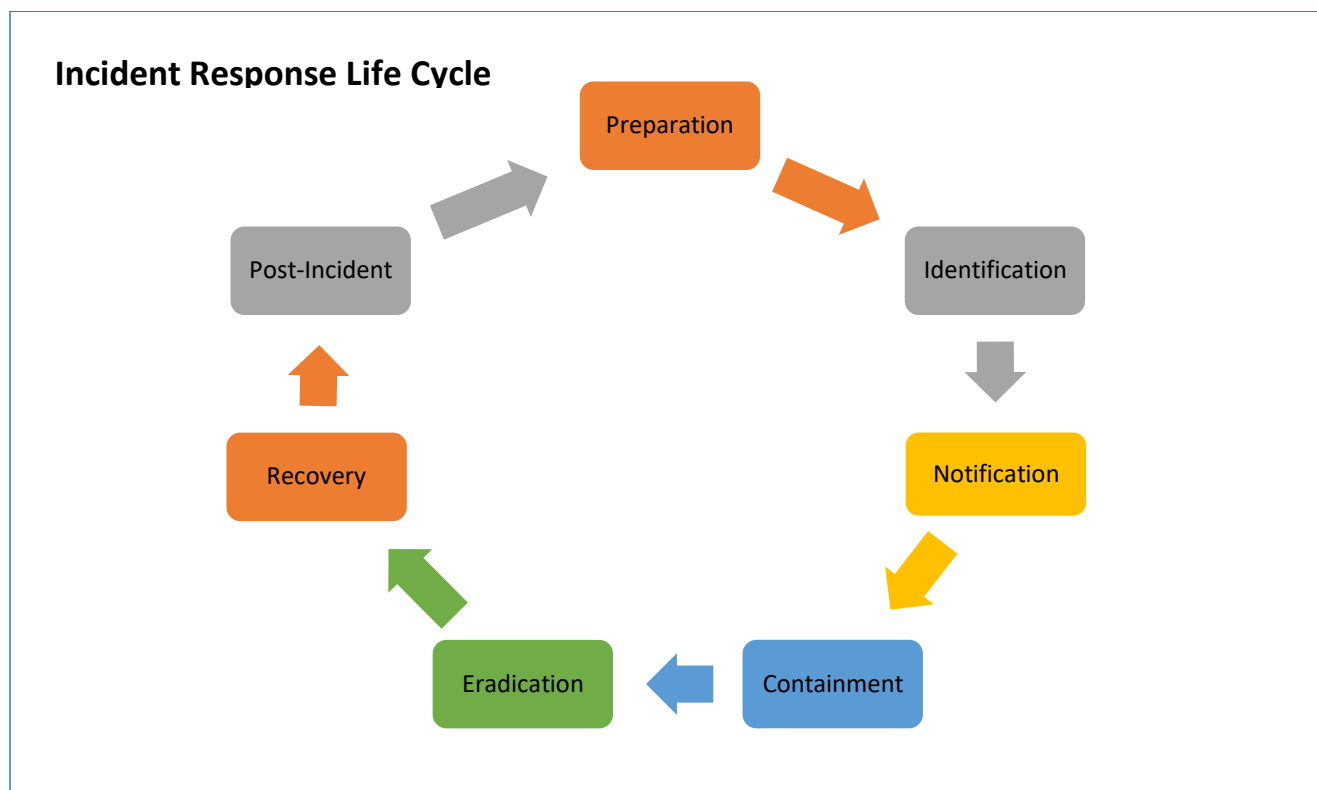 Incident Response Life Cycle
Preparation
Identification
Notification
Containment
Eradication
Recovery
Post-Incident